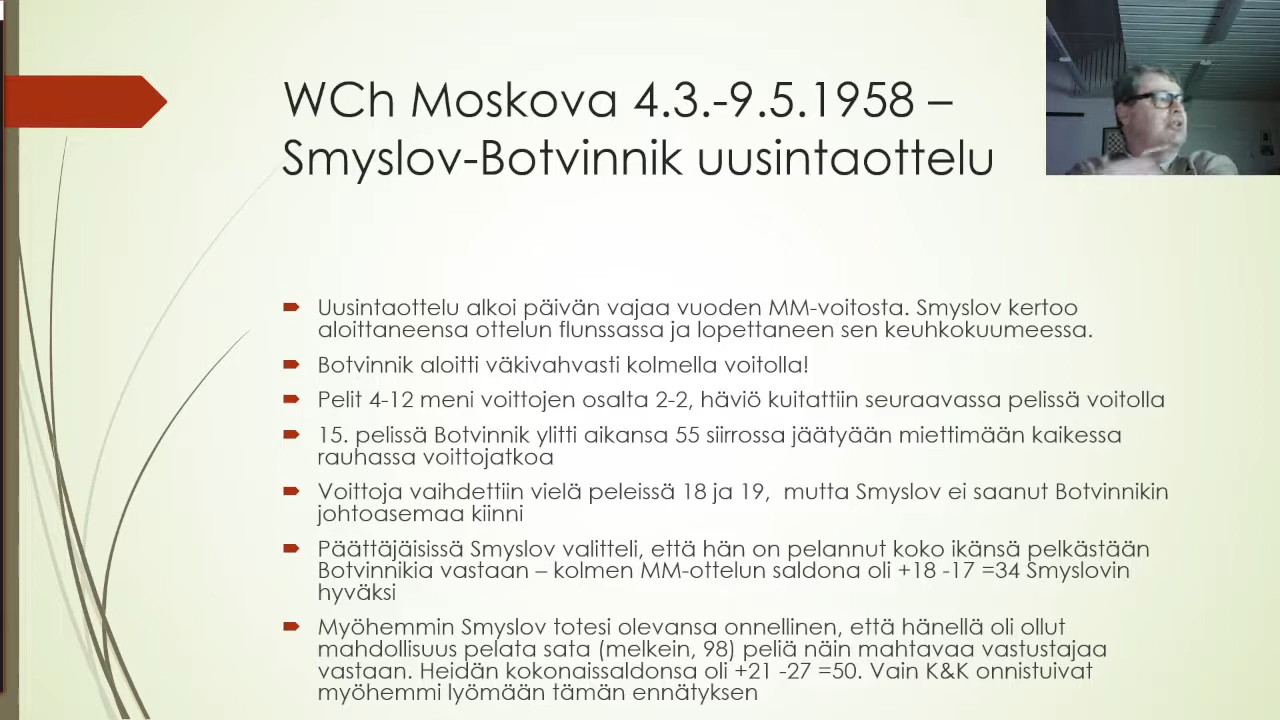 WCh Moskova 4.3.-9.5.1958 –
Smyslov-Botvinnik uusintaottelu
Uusintaottelu alkoi päivän vajaa vuoden MM-voitosta. Smyslov kertoo
aloittaneensa ottelun flunssassa ja lopettaneen sen keuhkokuumeessa.
Botvinnik aloitti väkivahvasti kolmella voitolla!
Pelit 4-12 meni voittojen osalta 2-2, häviö kuitattiin seuraavassa pelissä voitolla
15. pelissä Botvinnik ylitti aikansa 55 siirrossa jäätyään miettimään kaikessa
rauhassa voittojatkoa
Voittoja vaihdettiin vielä peleissä 18 ja 19,  mutta Smyslov ei saanut Botvinnikin
johtoasemaa kiinni
Päättäjäisissä Smyslov valitteli, että hän on pelannut koko ikänsä pelkästään
Botvinnikia vastaan – kolmen MM-ottelun saldona oli +18 -17 =34 Smyslovin
hyväksi
Myöhemmin Smyslov totesi olevansa onnellinen, että hänellä oli ollut
mahdollisuus pelata sata (melkein, 98) peliä näin mahtavaa vastustajaa
vastaan. Heidän kokonaissaldonsa oli +21 -27 =50. Vain K&K onnistuivat
myöhemmi lyömään tämän ennätyksen